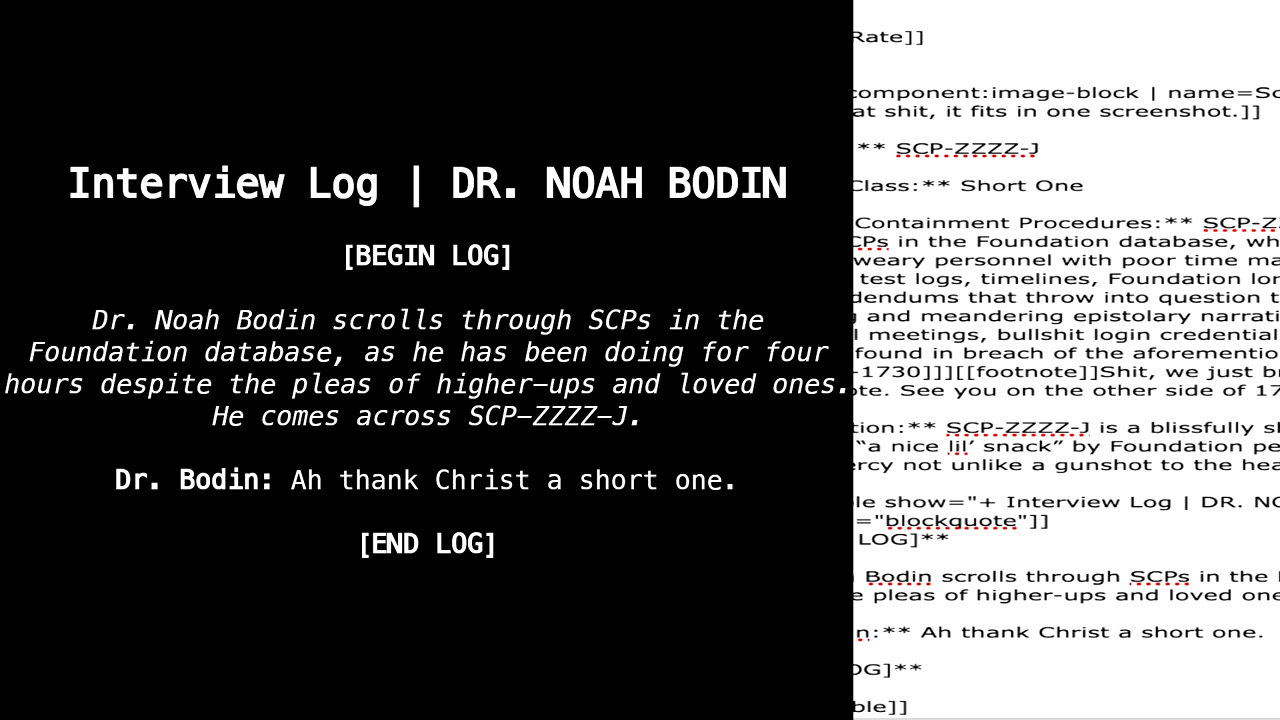 Interview Log | DR. NOAH BODIN
[BEGIN LOG]
Dr. Noah Bodin scrolls through SCPs in the
Foundation database, as he has been doing for four
hours despite the pleas of higher–ups and loved ones.
He comes across SCP–ZZZZ–J.
Dr. Bodin: Ah thank Christ a short one.
[END LOG]
Rate]]
component:image-block | name=Sc
at shit, it fits in one screenshot.]]
** SCP-ZZZZ-J
Class:** Short One
Containment Procedures:** SCP-ZZ
CPs in the Foundation database, wh
weary personnel with poor time ma
test logs, timelines, Foundation lor
dendums that throw into question t
g and meandering epistolary narrati
l meetings, bullshit login credential
found in breach of the aforementio
-1730]]][[footnote]]Shit, we just br
ote. See you on the other side of 17
tion:** SCP-ZZZZ-J is a blissfully sh
“a nice lil’ snack” by Foundation pe
ercy not unlike a gunshot to the hea
le show="+ Interview Log | DR. NO
="blockquote"]]
LOG]**
Bodin scrolls through SCPs in the
e pleas of higher-ups and loved one
n:** Ah thank Christ a short one.
OG]**
ble]]